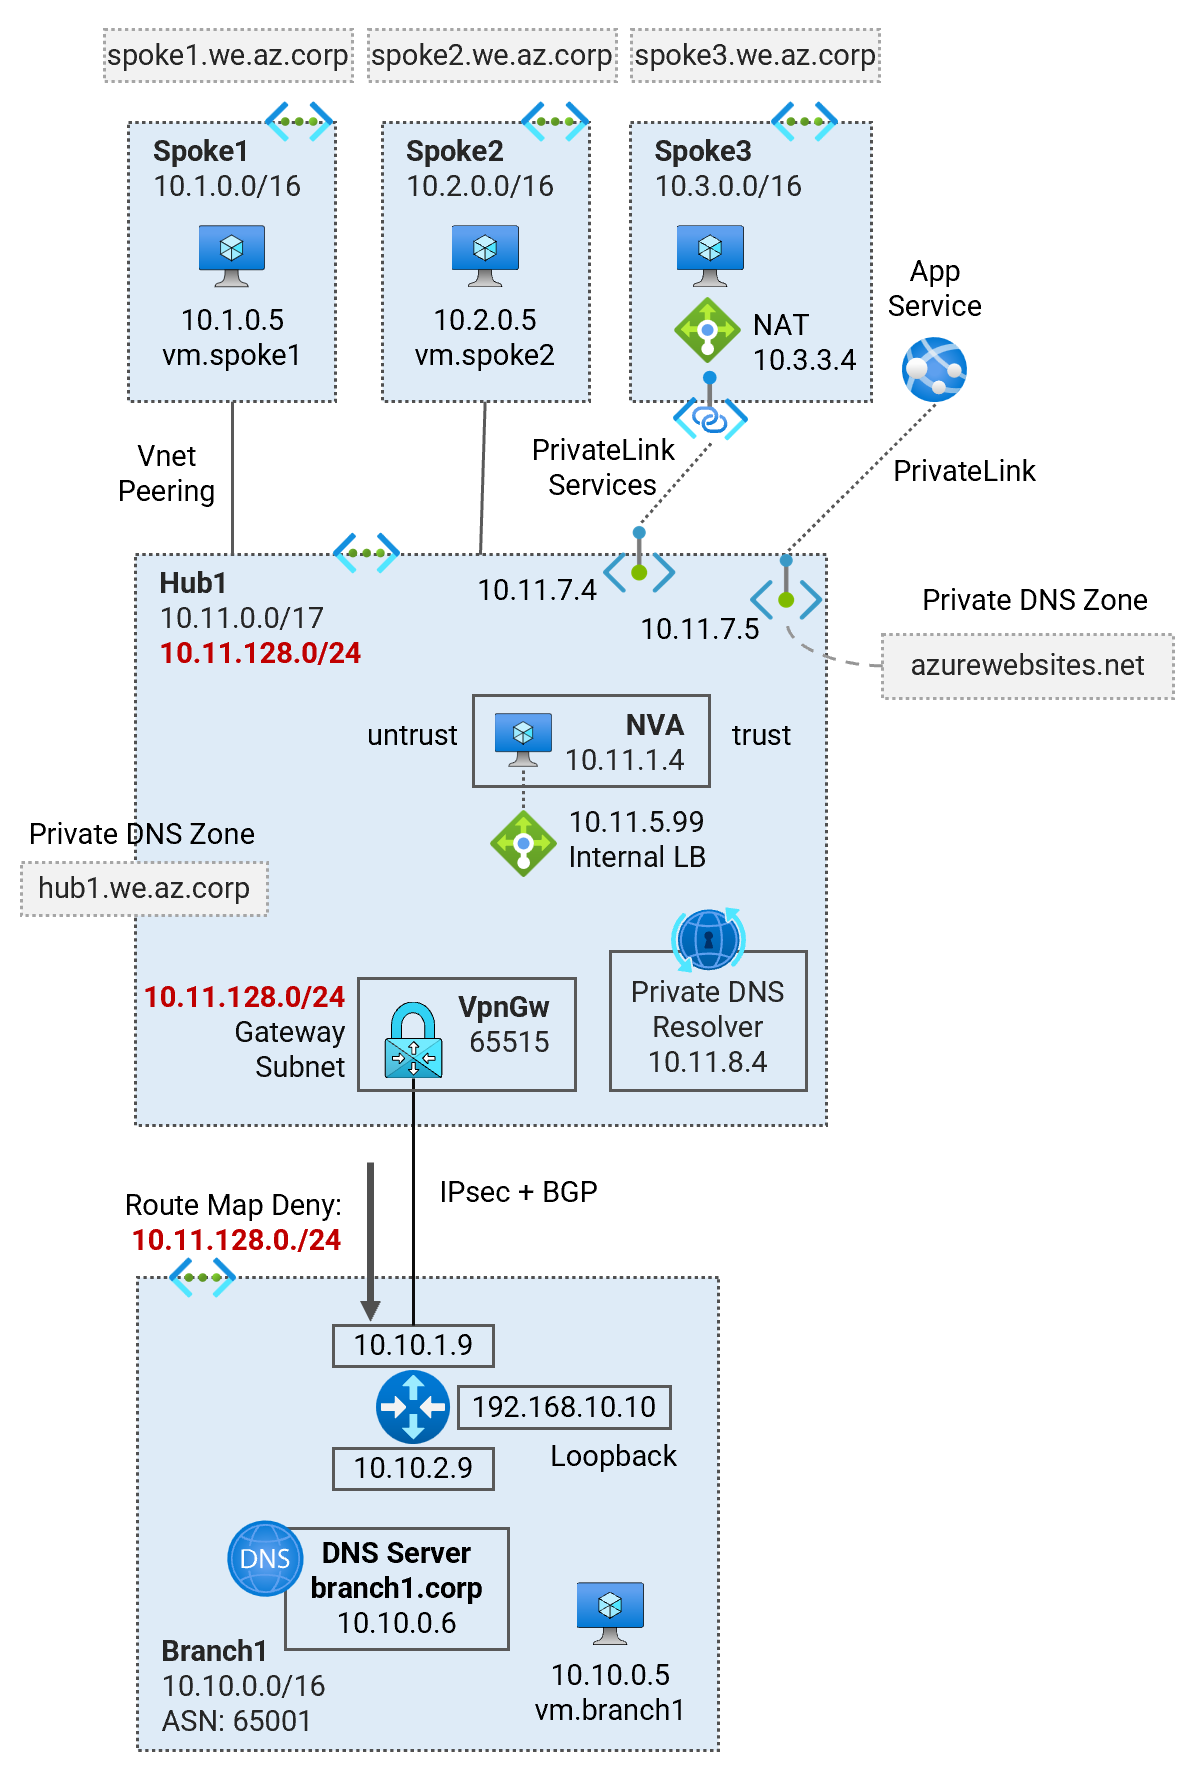 spoke1.we.az.corp
spoke2.we.az.corp
spoke3.we.az.corp
Spoke1
10.1.0.0/16
10.1.0.5
vm.spoke1
Spoke2
10.2.0.0/16
10.2.0.5
vm.spoke2
Spoke3
10.3.0.0/16
NAT
10.3.3.4
App
Service
Vnet
Peering
PrivateLink
Services
PrivateLink
Hub1
10.11.0.0/17
10.11.128.0/24
10.11.7.4
10.11.7.5
Private DNS Zone
azurewebsites.net
untrust
NVA
10.11.1.4
trust
10.11.5.99
Internal LB
Private DNS Zone
hub1.we.az.corp
10.11.128.0/24
Gateway
Subnet
VpnGw
65515
Private DNS
Resolver
10.11.8.4
IPsec + BGP
Route Map Deny:
10.11.128.0./24
10.10.1.9
192.168.10.10
Loopback
10.10.2.9
DNS
DNS Server
branch1.corp
10.10.0.6
Branch1
10.10.0.0/16
ASN: 65001
10.10.0.5
vm.branch1